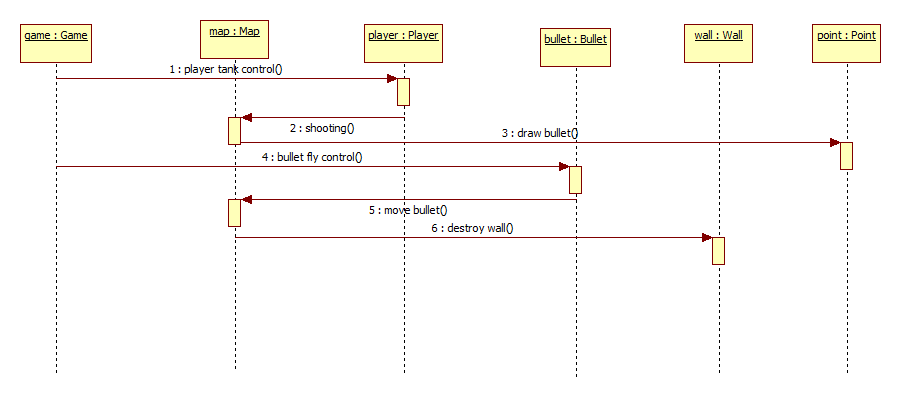 game : Game
map : Map
player : Player
bullet : Bullet
wall : Wall
point : Point
1 : player tank control()
2 : shooting()
3 : draw bullet()
4 : bullet fly control()
5 : move bullet()
6 : destroy wall()